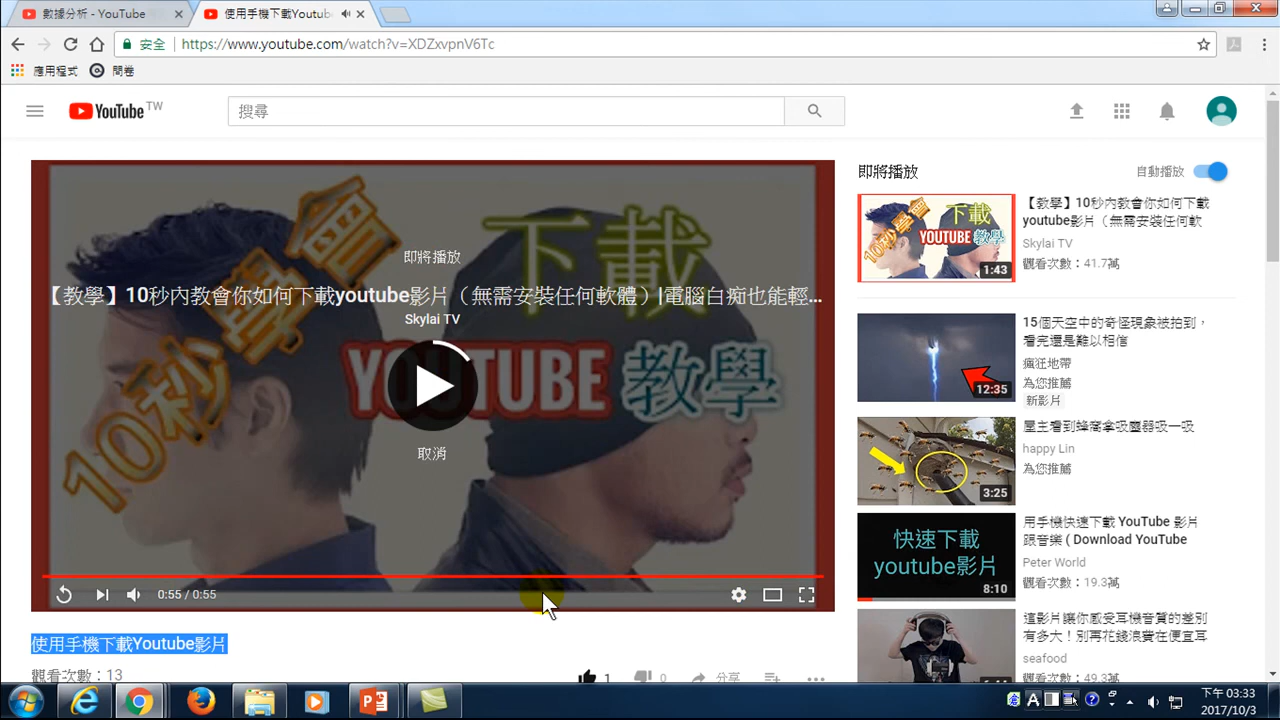 數據分析 - YouTube
使用手機下載Youtub
安全
https://www.youtube.com/watch?v=XDZxvpnV6Tc
應用程式
問卷
YouTube TW
搜尋
即將播放
【教學】10秒內教會你如何下載youtube影片（無需安裝任何軟體）|電腦白痴也能輕...
Skylai TV
10秒學會
下載
YOUTUBE 教學
取消
0:55 / 0:55
使用手機下載Youtube影片
觀看次數：13
1
0
分享
即將播放
自動播放
10秒學會
下載
YOUTUBE 教學
1:43
【教學】10秒內教會你如何下載
youtube影片（無需安裝任何軟
Skylai TV
觀看次數：41.7萬
12:35
15個天空中的奇怪現象被拍到，
看完還是難以相信
瘋狂地帶
為您推薦
新影片
3:25
屋主看到蜂窩拿吸塵器吸一吸
happy Lin
為您推薦
快速下載
youtube影片
8:10
用手機快速下載 YouTube 影片
跟音樂 ( Download YouTube
Peter World
觀看次數：19.3萬
這影片讓你感受耳機音質的差別
有多大！別再花錢浪費在便宜耳
seafood
觀看次數：49.3萬
下午 03:33
2017/10/3